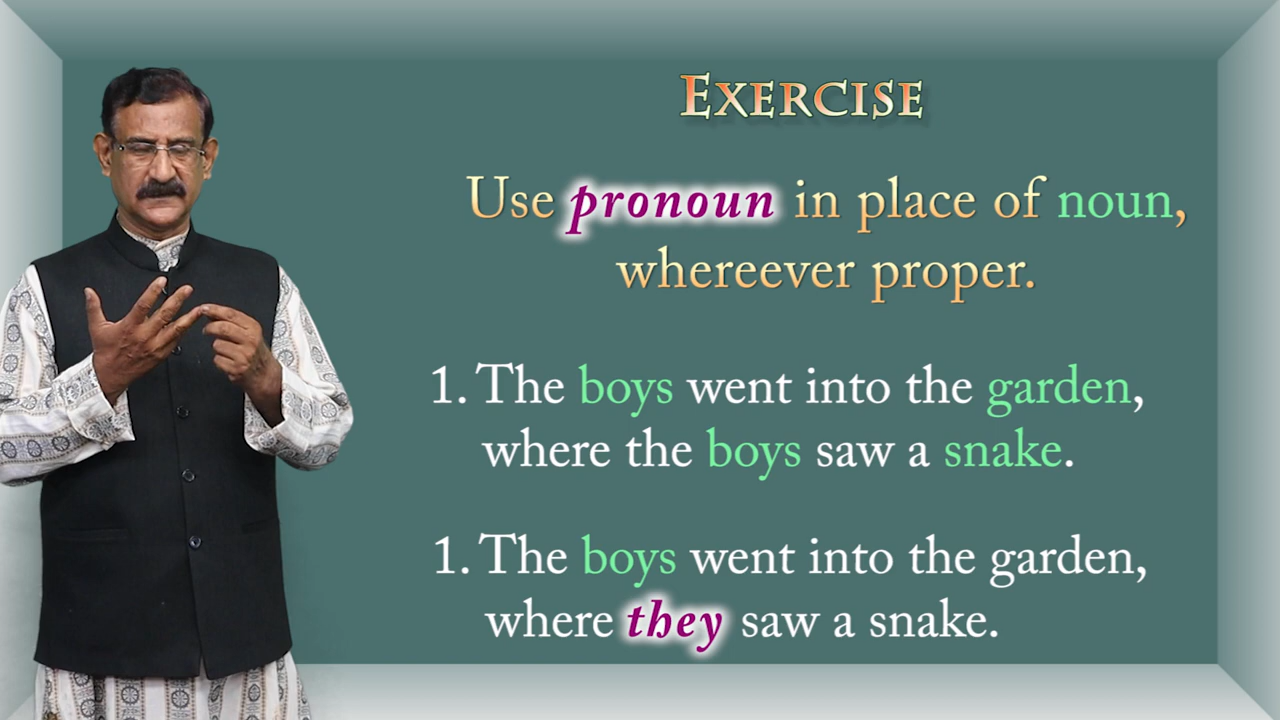 EXERCISE
Use pronoun in place of noun,
whereever proper.
1. The boys went into the garden,
where the boys saw a snake.
1. The boys went into the garden,
where they saw a snake.